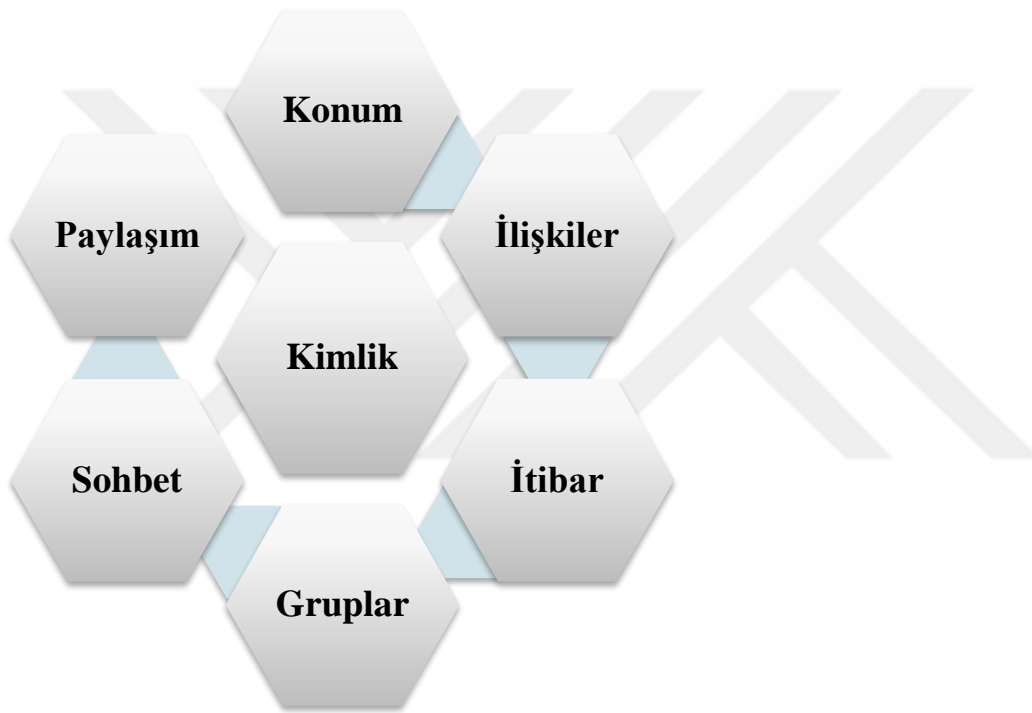 Konum
Paylaşım
İlişkiler
Kimlik
Sohbet
İtibar
Gruplar